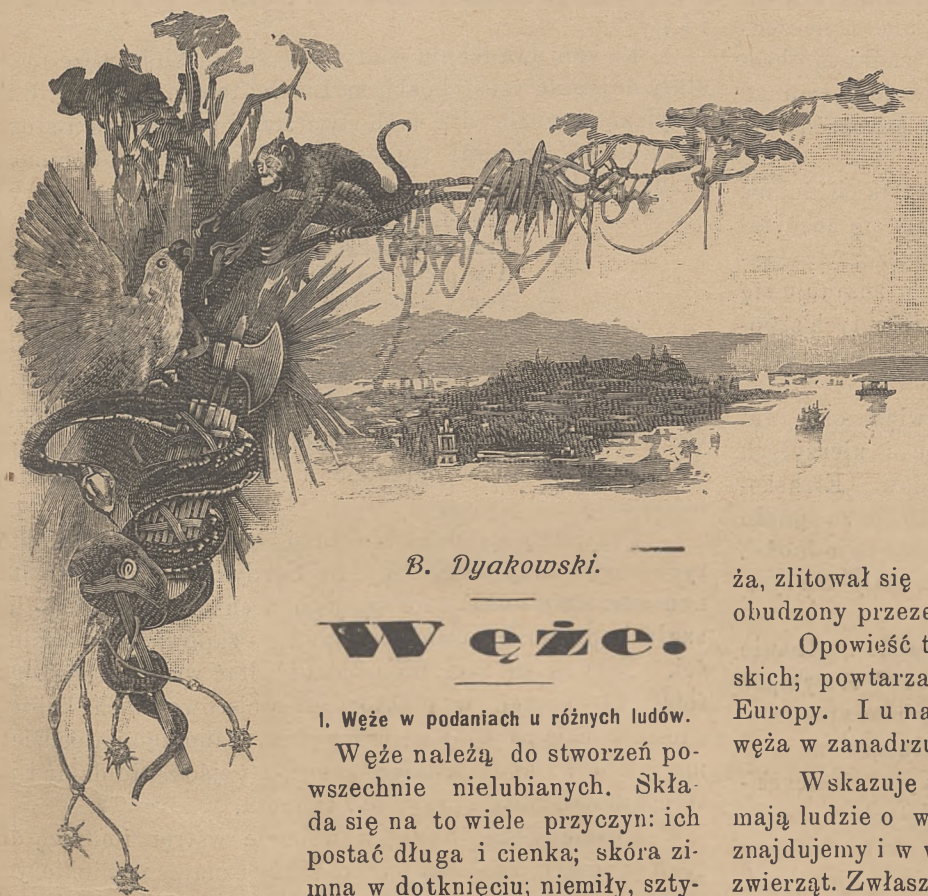 B. Dyakowski.
Węże.
I. Węże w podaniach u różnych ludów.
Węże należą do stworzeń po-
wszechnie nielubianych. Skła-
da się na to wiele przyczyn: ich
postać długa i cienka; skóra zi-
mna w dotknięciu; niemiły, szty-
ża, zlitował się
obudzony przeze
Opowieść t
skich; powtarza
Europy. I u na
węża w zanadrzu
Wskazuje
mają ludzie o w
znajdujemy i w w
zwierząt. Zwłasz